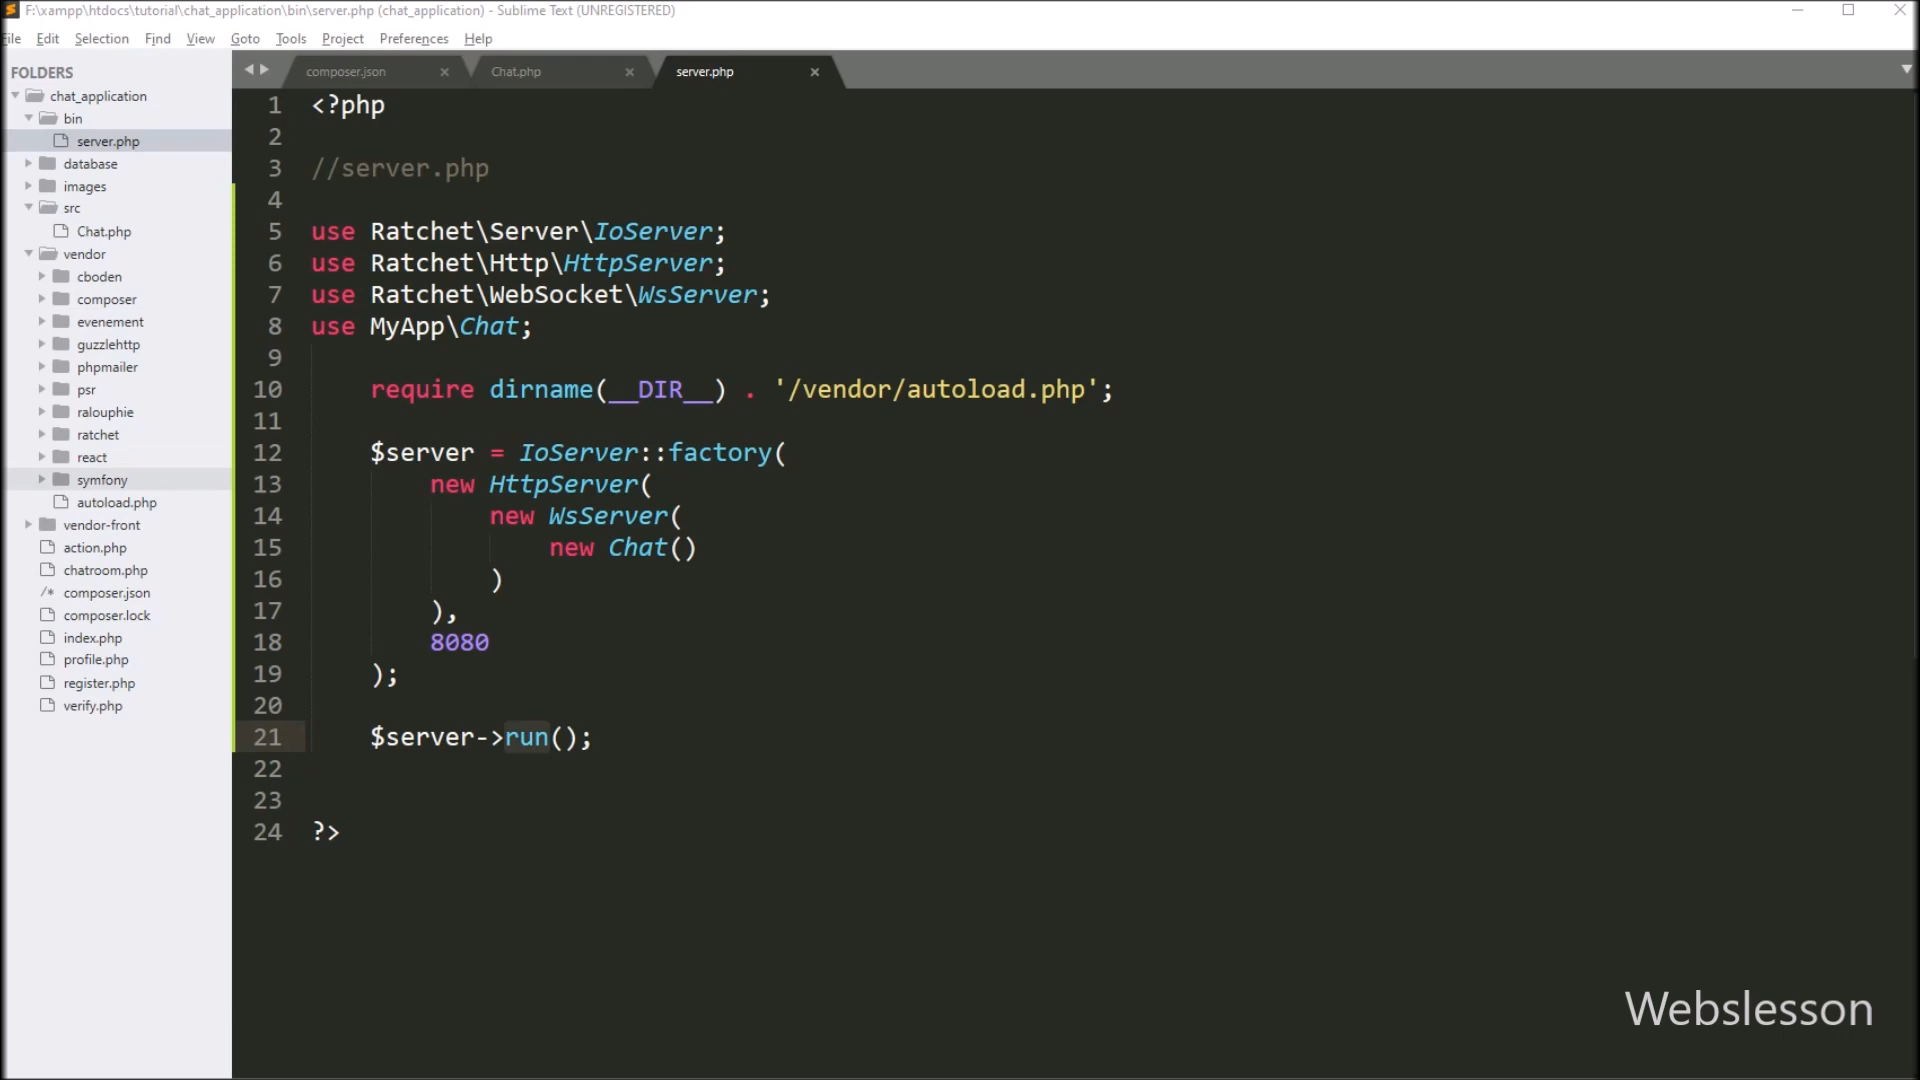 F:\xampp\htdocs\tutorial\chat_application\bin\server.php (chat_application) - Sublime Text (UNREGISTERED)
File Edit Selection Find View Goto Tools Project Preferences Help
FOLDERS
chat_application
bin
server.php
database
images
src
Chat.php
vendor
cboden
composer
evenement
guzzlehttp
phpmailer
psr
ralouphie
ratchet
react
symfony
autoload.php
vendor-front
action.php
chatroom.php
/* composer.json
composer.lock
index.php
profile.php
register.php
verify.php
composer.json × Chat.php × server.php ×
1 <?php
2
3 //server.php
4
5 use Ratchet\Server\IoServer;
6 use Ratchet\Http\HttpServer;
7 use Ratchet\WebSocket\WsServer;
8 use MyApp\Chat;
9
10 require dirname(__DIR__) . '/vendor/autoload.php';
11
12 $server = IoServer::factory(
13 new HttpServer(
14 new WsServer(
15 new Chat()
16 )
17 ),
18 8080
19 );
20
21 $server->run();
22
23
24 ?>
Webslesson